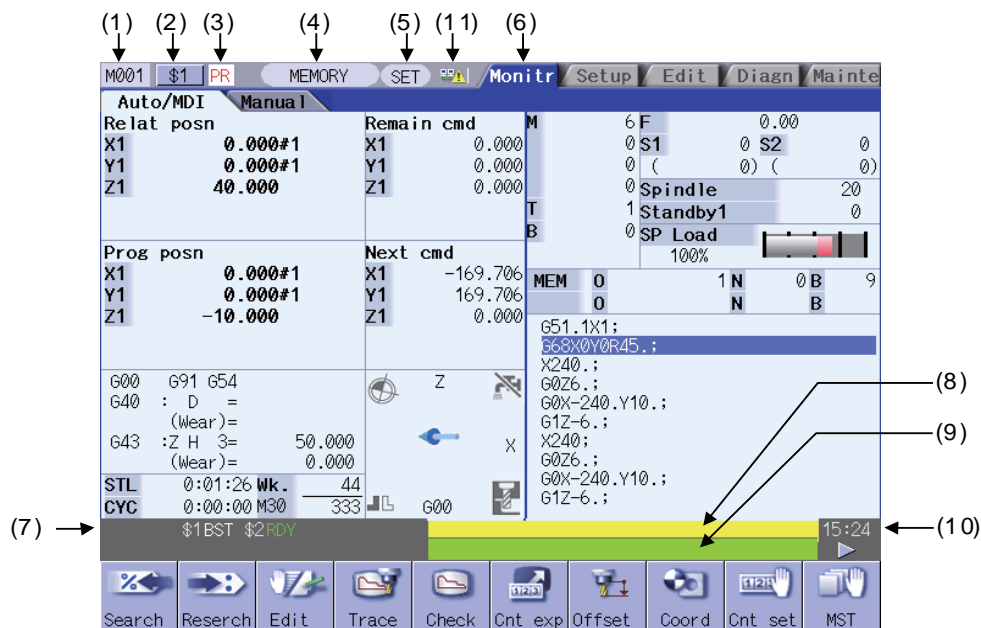 (1) (2) (3) (4) (5) (11) (6)
M001 $1 PR MEMORY SET Monitr Setup Edit Diagn Mainte
Auto/MDI Manual
Relat posn
X1 0.000#1
Y1 0.000#1
Z1 40.000
Remain cmd
X1 0.000
Y1 0.000
Z1 0.000
M 6
0
0
0
T 1
B 0
F 0.00
S1 0 S2 0
( 0) ( 0)
Spindle 20
Standby1 0
SP Load
100%
Prog posn
X1 0.000#1
Y1 0.000#1
Z1 -10.000
Next cmd
X1 -169.706
Y1 169.706
Z1 0.000
MEM O 1 N 0 B 9
O N B
G51.1X1;
G68X0Y0R45.;
X240.;
G0Z6.;
G0X-240.Y10.;
G1Z-6.;
X240;
G0Z6.;
G0X-240.Y10.;
G1Z-6.;
G00 G91 G54
G40 : D =
(Wear)=
G43 :Z H 3= 50.000
(Wear)= 0.000
Z
X
G00
STL 0:01:26 Wk. 44
CYC 0:00:00 M30 333
(8)
(9)
(7) $1BST $2RDY 15:24 (10)
Search Reserch Edit Trace Check Cnt exp Offset Coord Cnt set MST